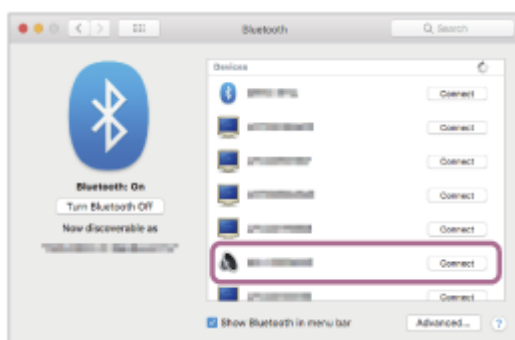 Bluetooth
Search
Devices
Connect
Connect
Connect
Connect
Connect
Connect
Bluetooth: On
Turn Bluetooth Off
Now discoverable as
Show Bluetooth in menu bar
Advanced...
?